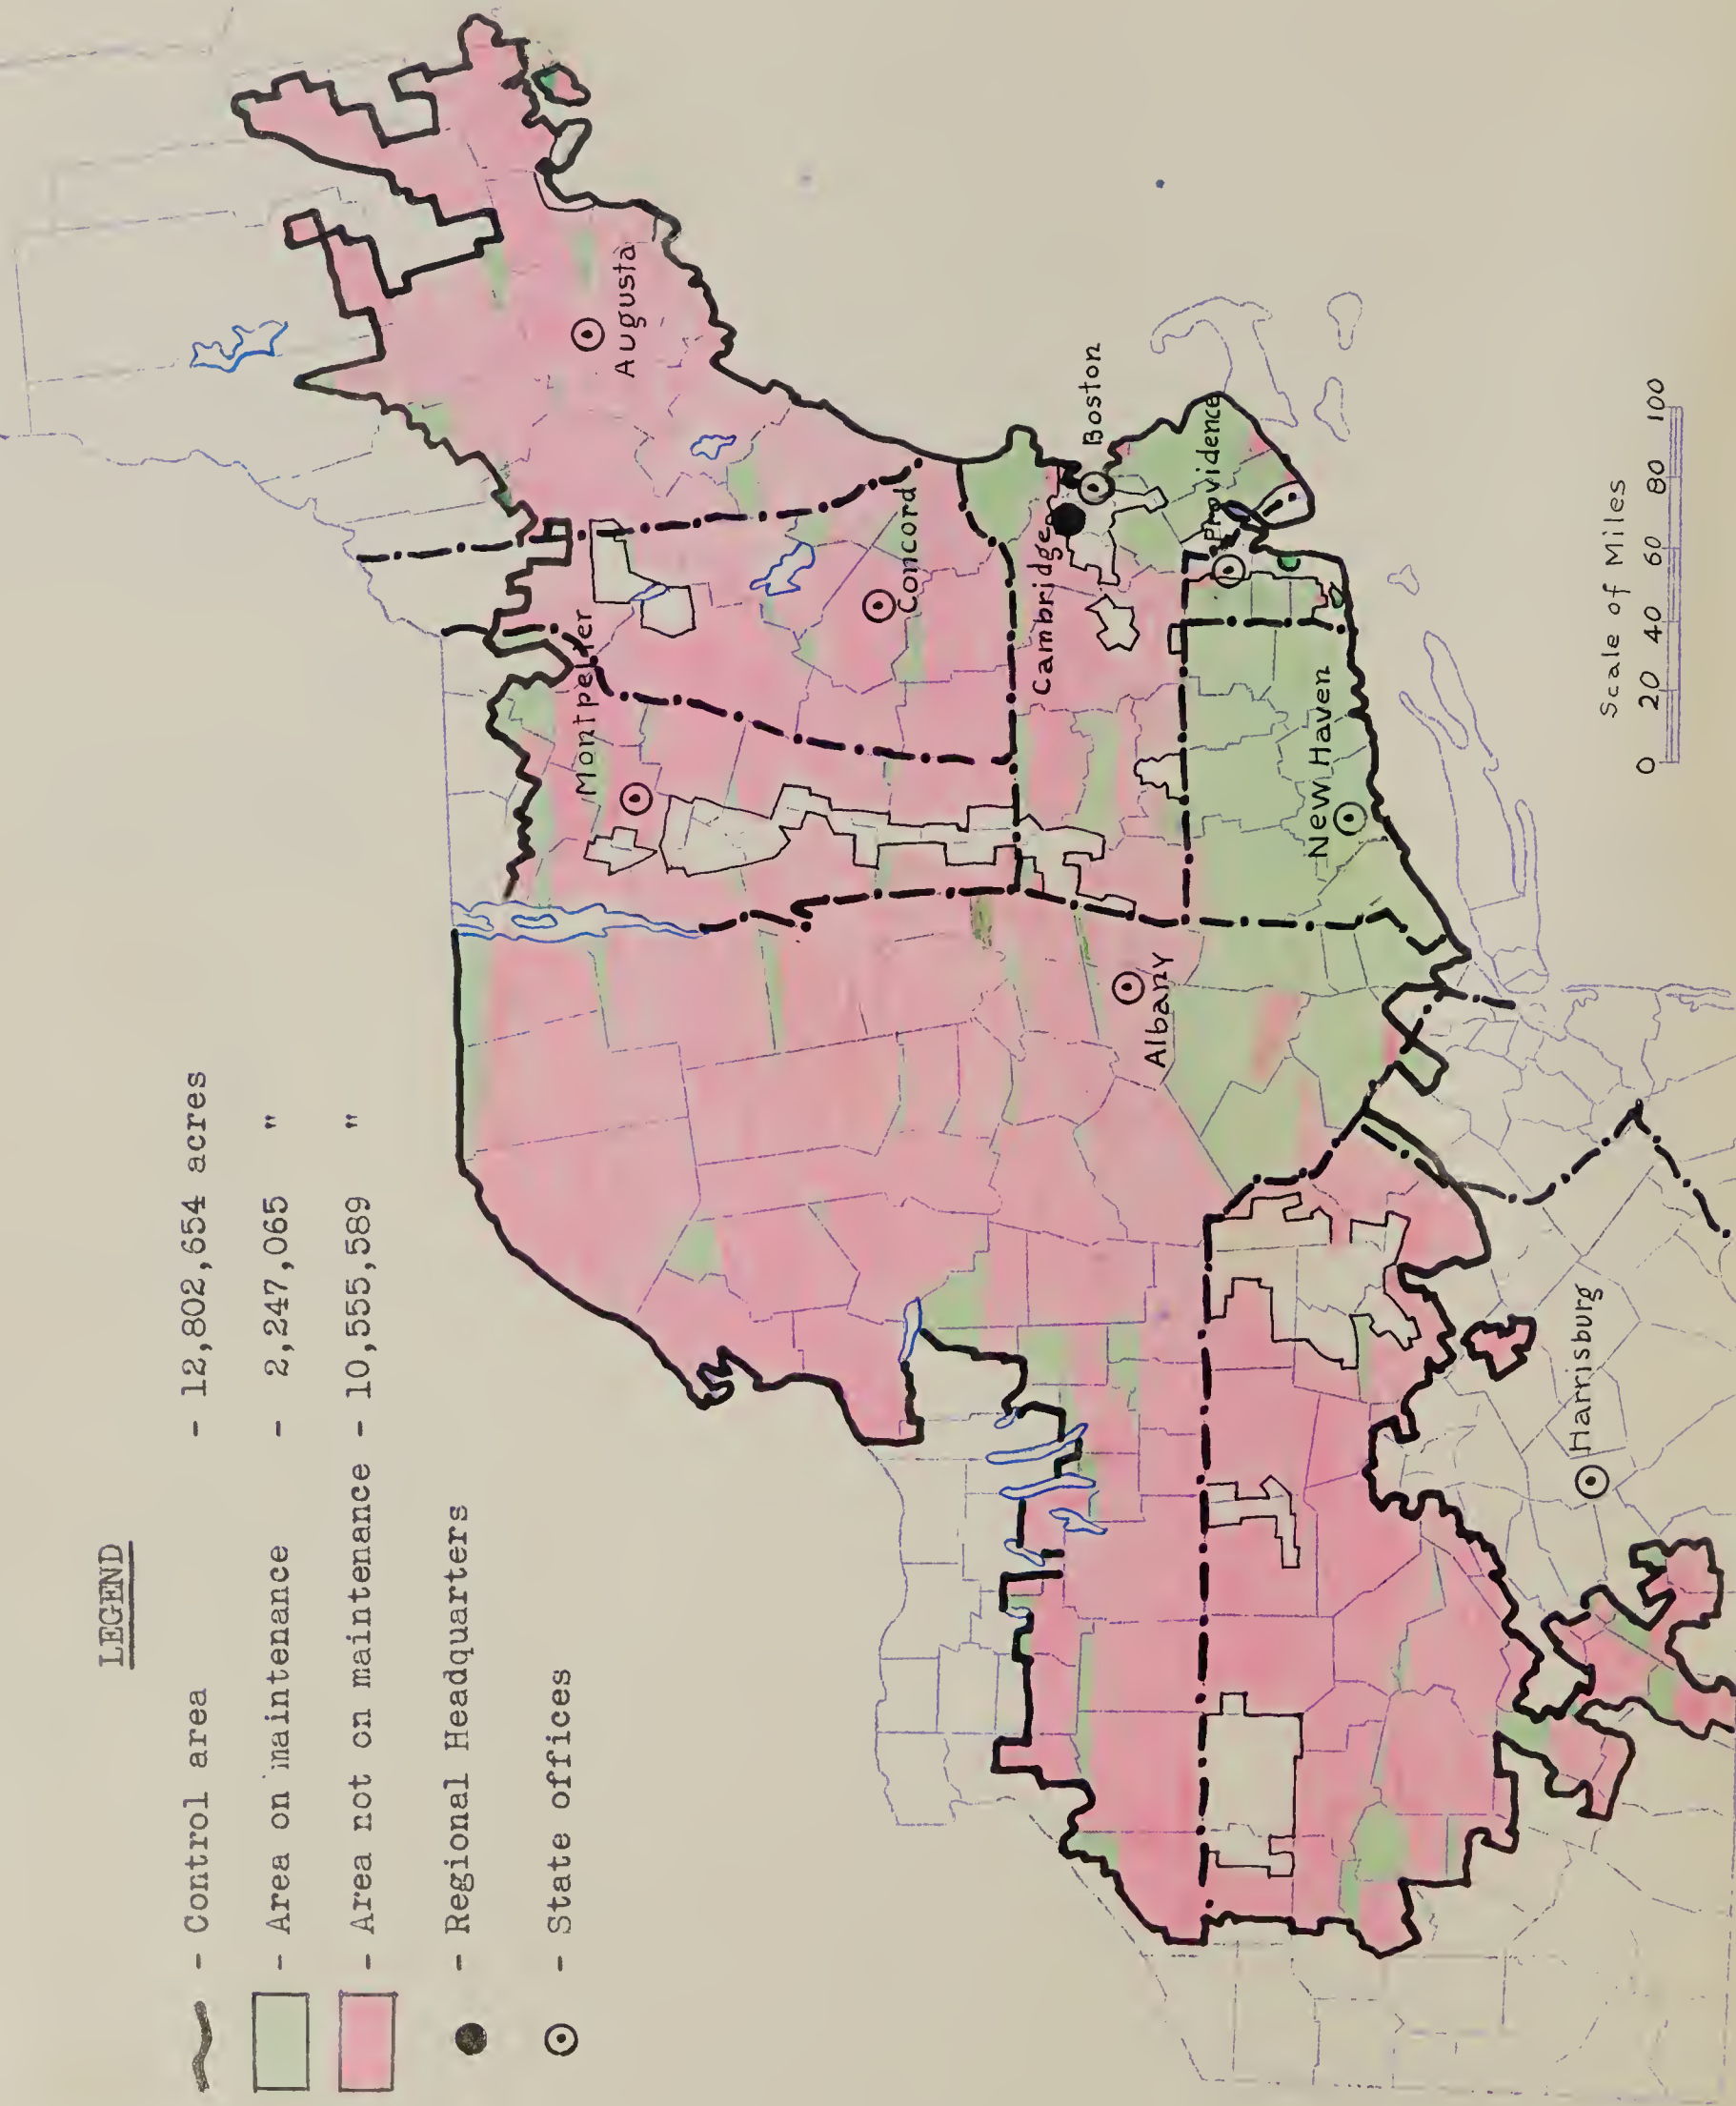 LEGEND
- Control area - 12,802,654 acres
- Area on maintenance - 2,247,065 "
- Area not on maintenance - 10,555,589 "
- Regional Headquarters
- State offices
Augusta
Montpelier
Concord
Boston
Cambridge
Providence
Albany
New Haven
Harrisburg
Scale of Miles
0 20 40 60 80 100